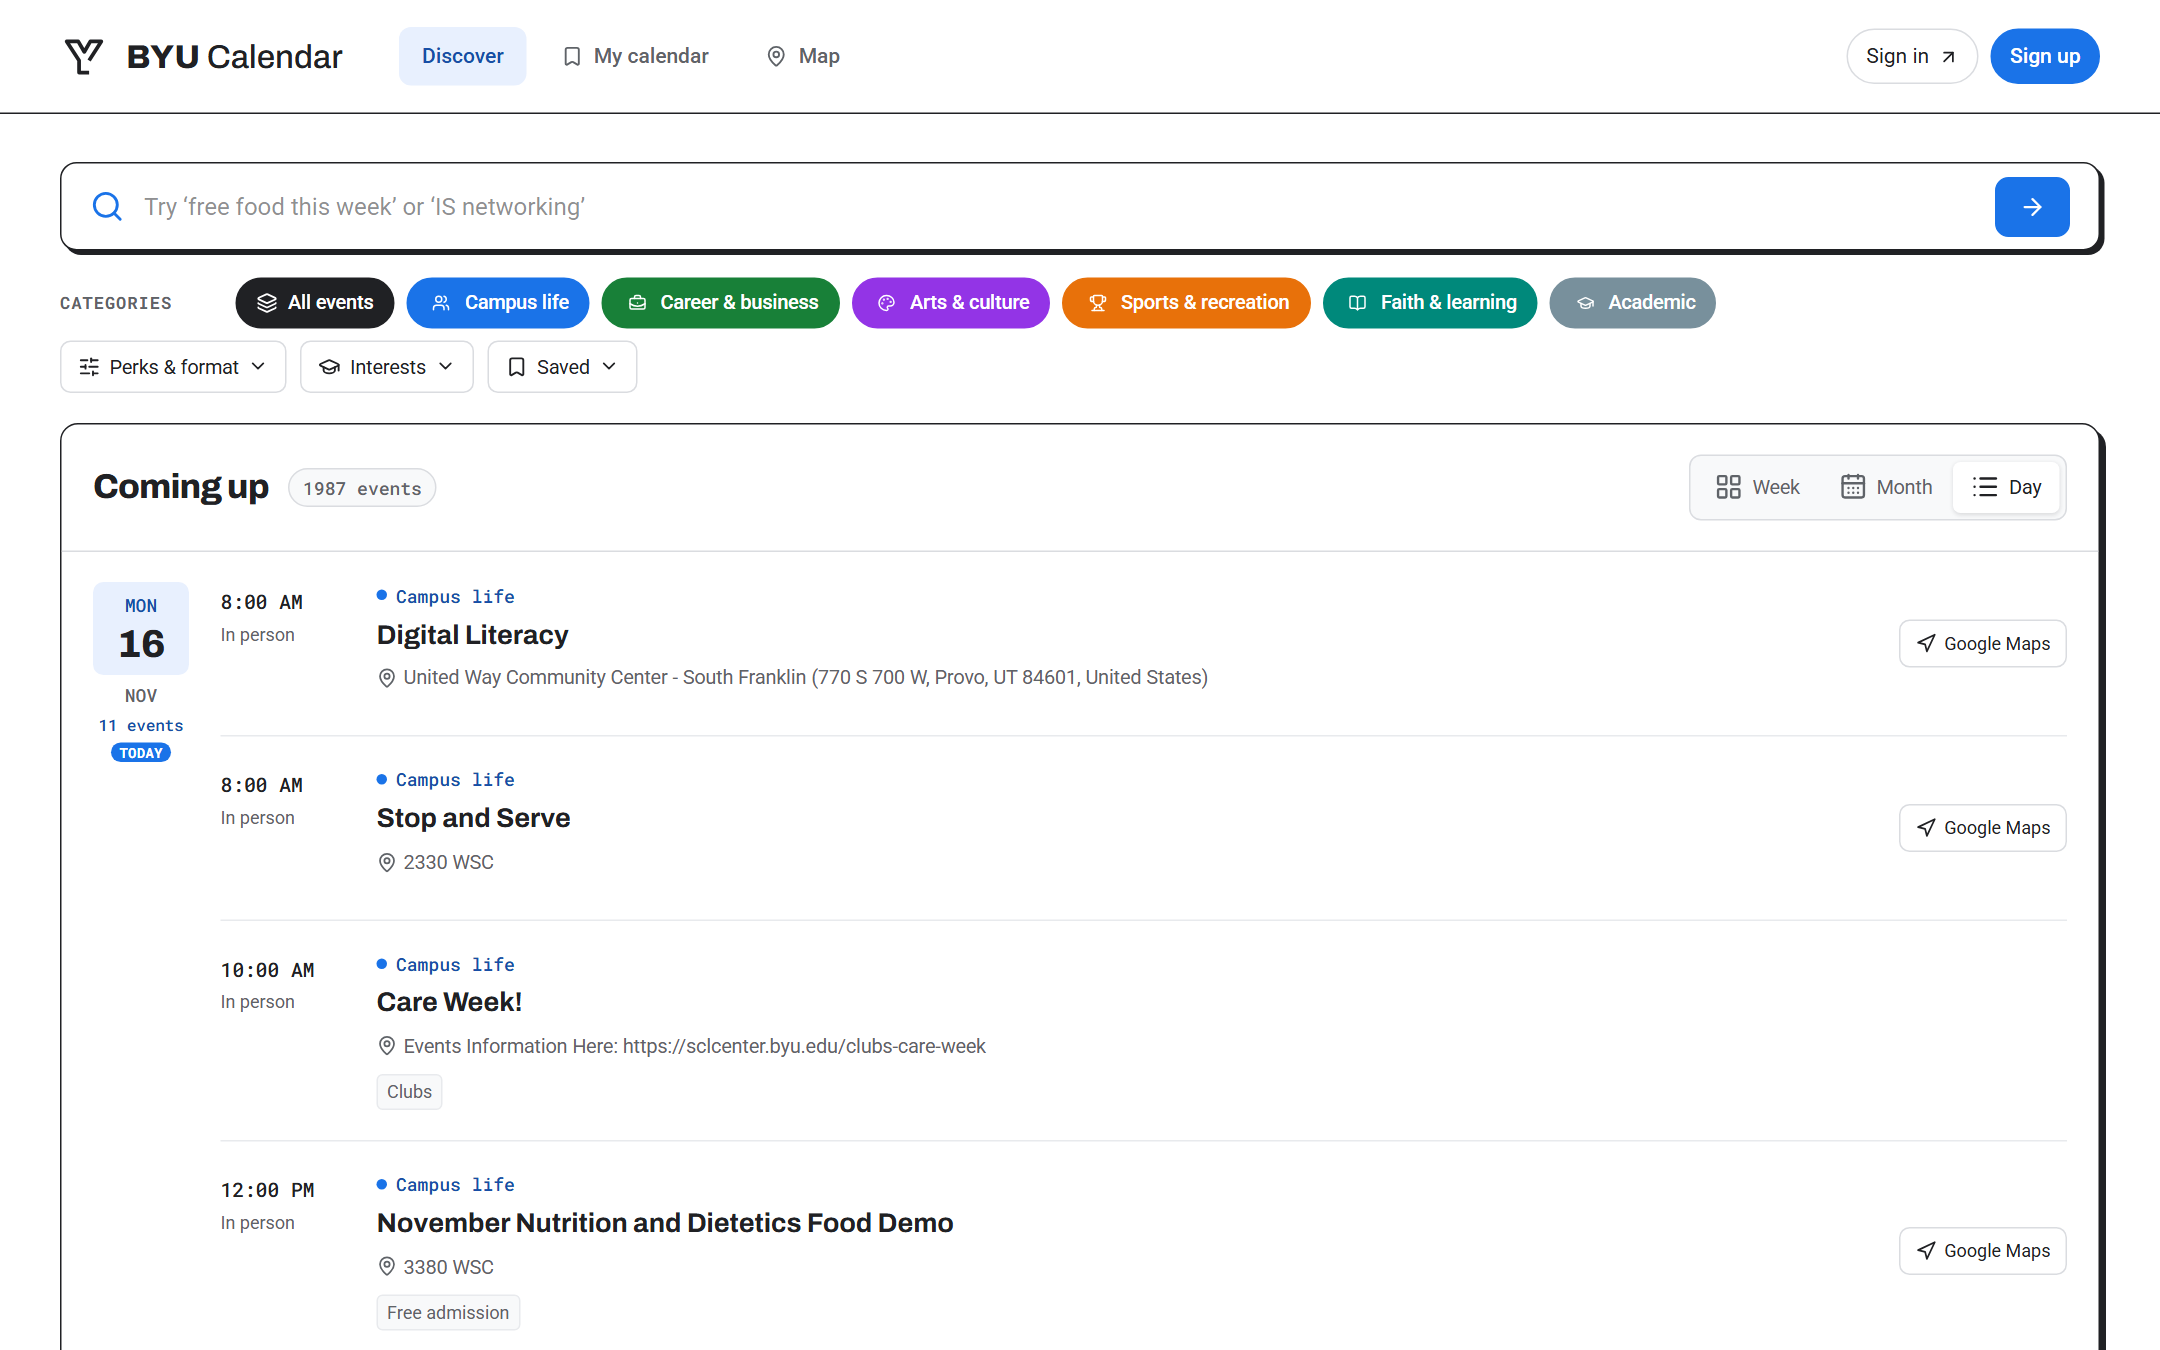 BYU Calendar
Discover
My calendar
Map
Sign in
Sign up
Try ‘free food this week’ or ‘IS networking’
CATEGORIES
All events
Campus life
Career & business
Arts & culture
Sports & recreation
Faith & learning
Academic
Perks & format
Interests
Saved
Coming up
1987 events
Week
Month
Day
MON
16
NOV
11 events
TODAY
8:00 AM
In person
Campus life
Digital Literacy
United Way Community Center - South Franklin (770 S 700 W, Provo, UT 84601, United States)
Google Maps
8:00 AM
In person
Campus life
Stop and Serve
2330 WSC
Google Maps
10:00 AM
In person
Campus life
Care Week!
Events Information Here: https://sclcenter.byu.edu/clubs-care-week
Clubs
12:00 PM
In person
Campus life
November Nutrition and Dietetics Food Demo
3380 WSC
Free admission
Google Maps